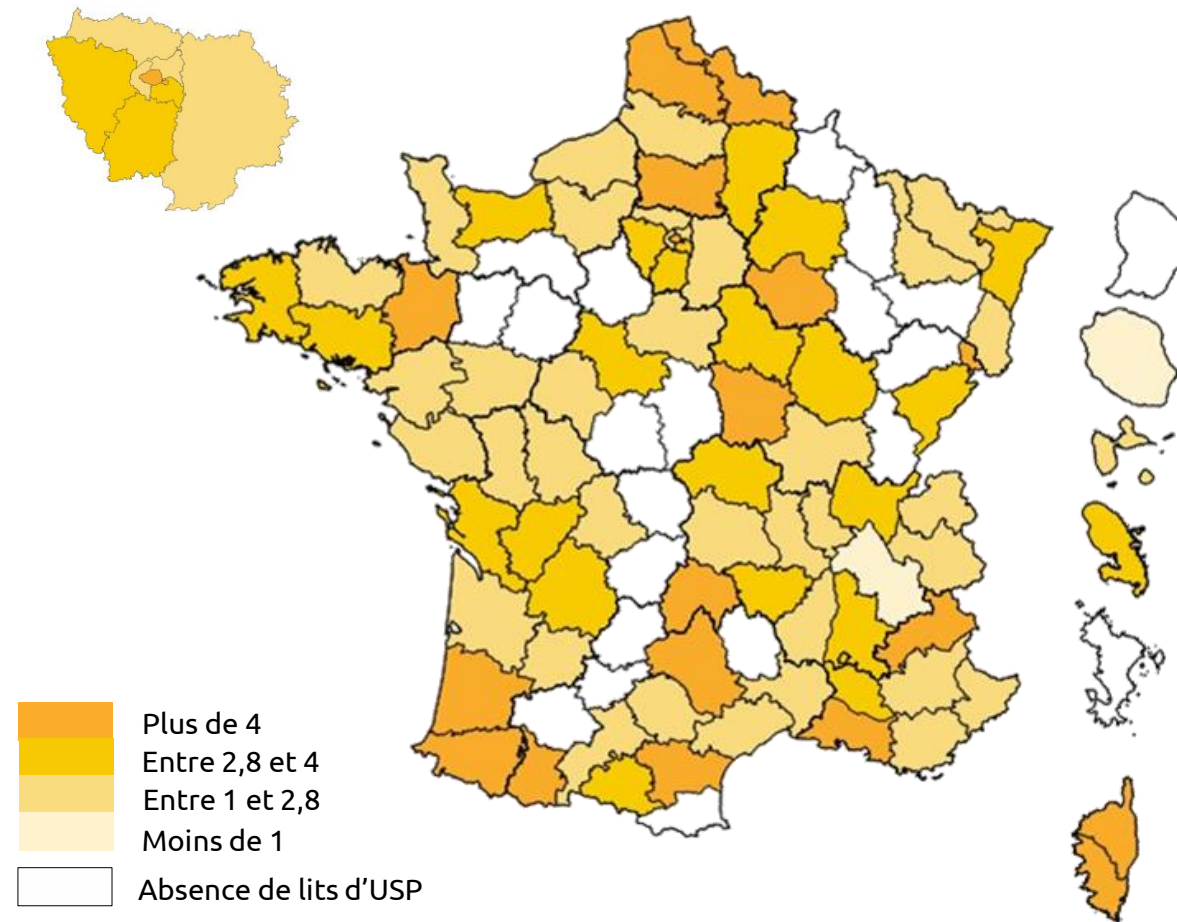 Plus de 4
Entre 2,8 et 4
Entre 1 et 2,8
Moins de 1
Absence de lits d’USP